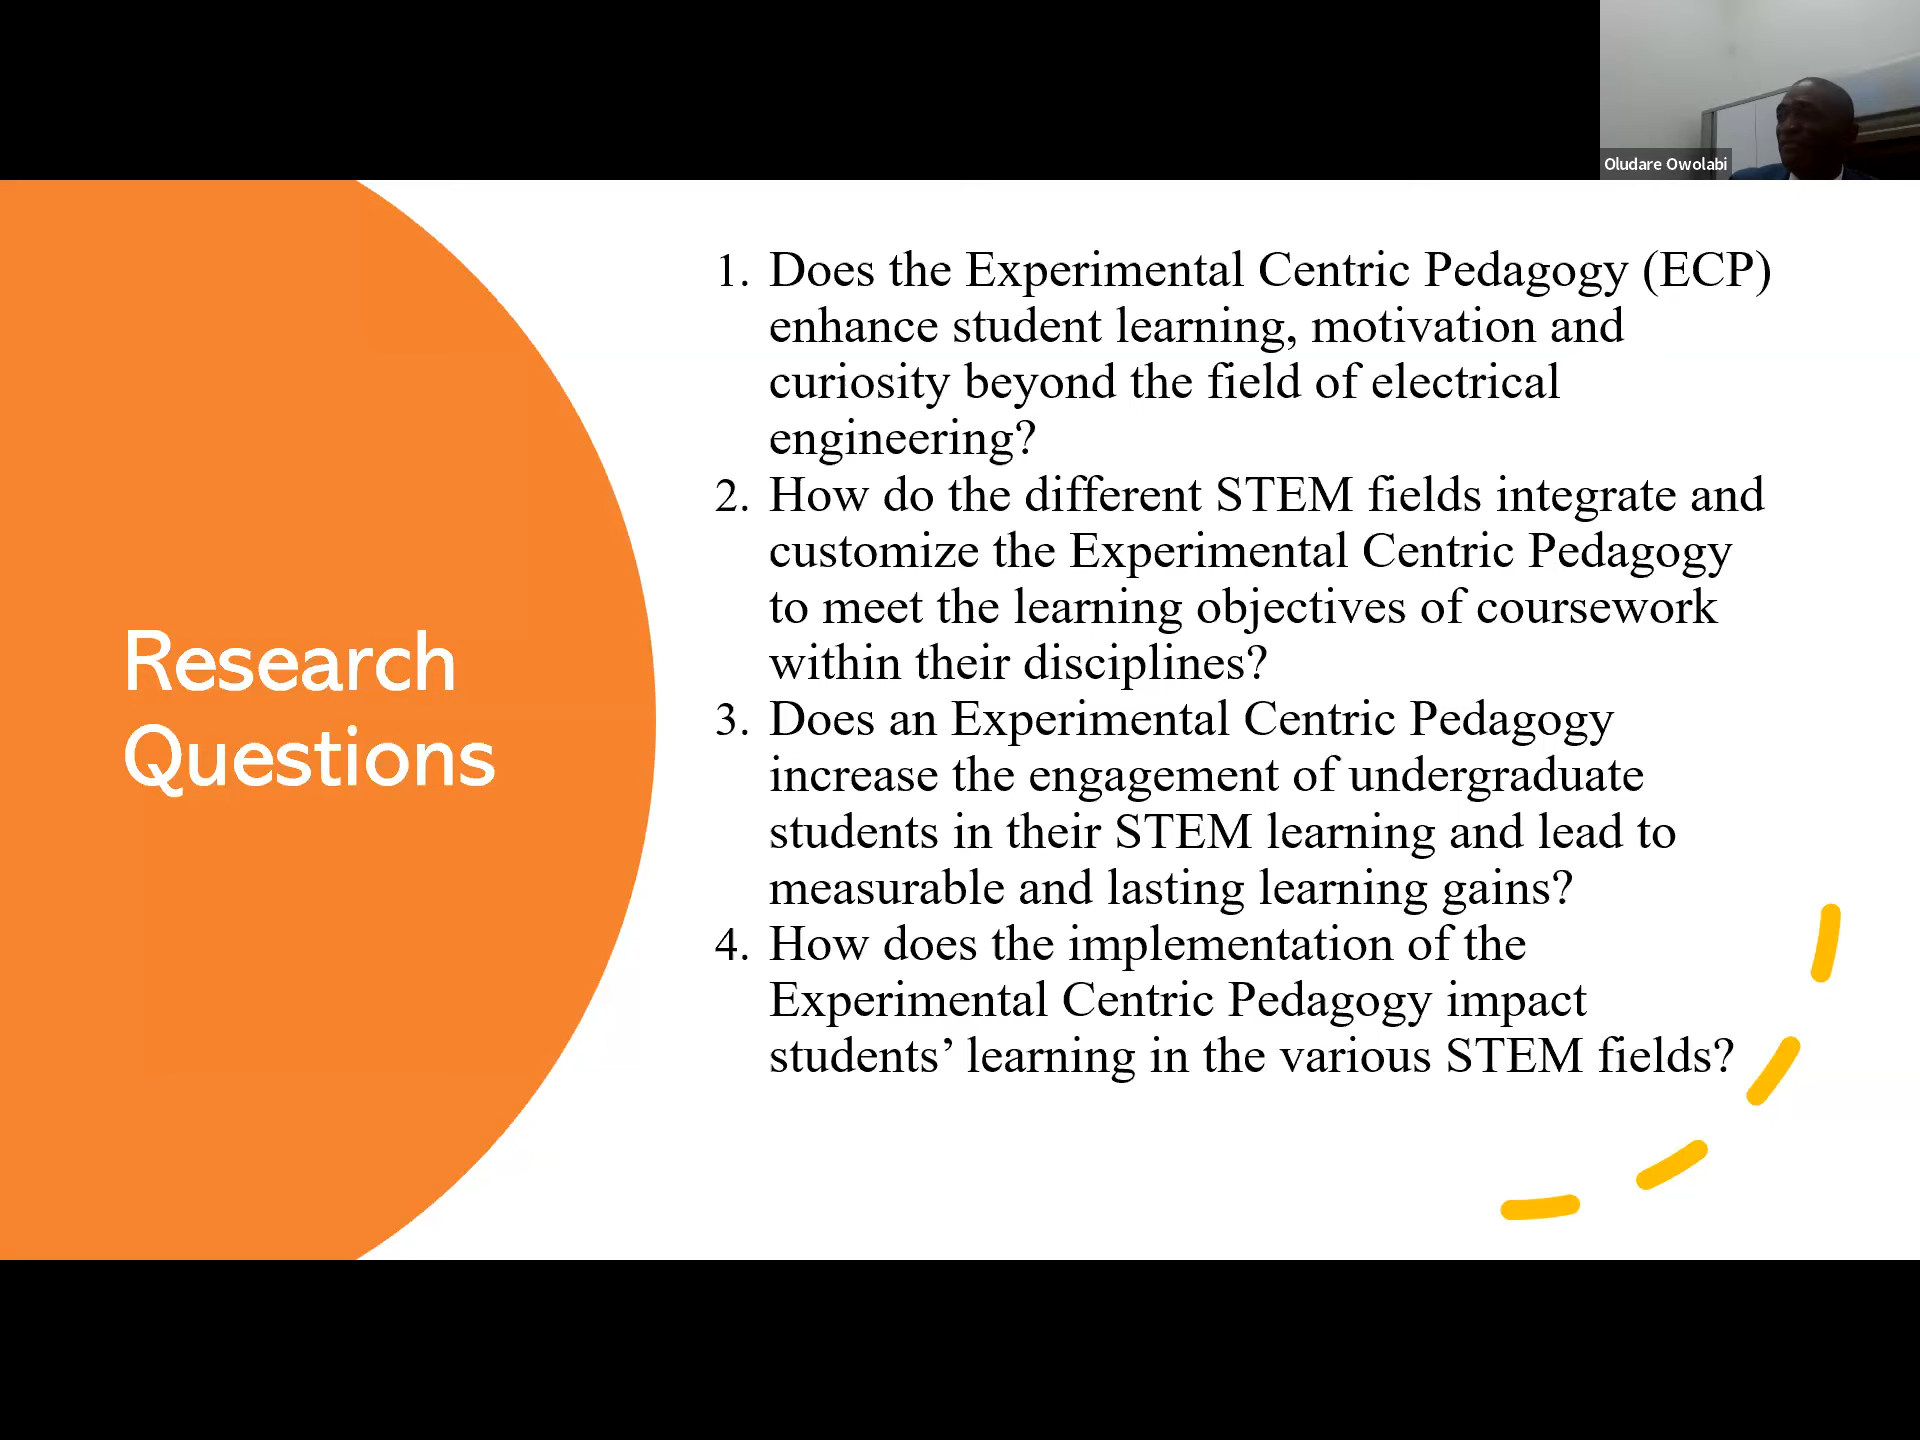 Oludare Owolabi
Research
Questions
1. Does the Experimental Centric Pedagogy (ECP)
enhance student learning, motivation and
curiosity beyond the field of electrical
engineering?
2. How do the different STEM fields integrate and
customize the Experimental Centric Pedagogy
to meet the learning objectives of coursework
within their disciplines?
3. Does an Experimental Centric Pedagogy
increase the engagement of undergraduate
students in their STEM learning and lead to
measurable and lasting learning gains?
4. How does the implementation of the
Experimental Centric Pedagogy impact
students’ learning in the various STEM fields?